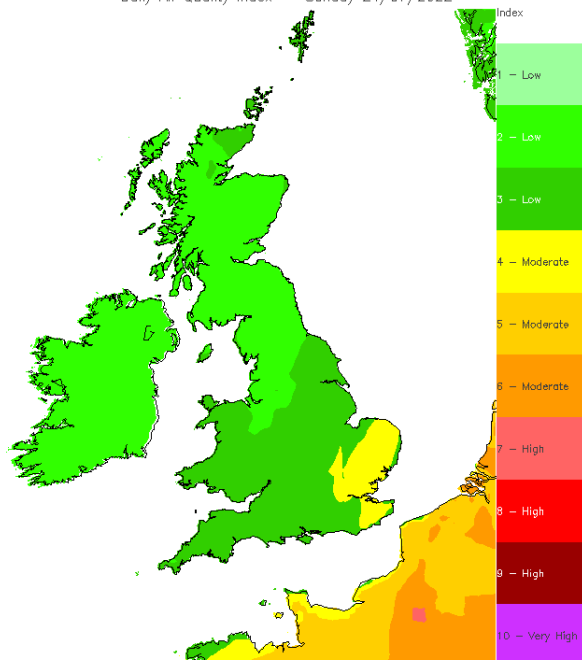 Index
1 - Low
2 - Low
3 - Low
4 - Moderate
5 - Moderate
6 - Moderate
7 - High
8 - High
9 - High
10 - Very High